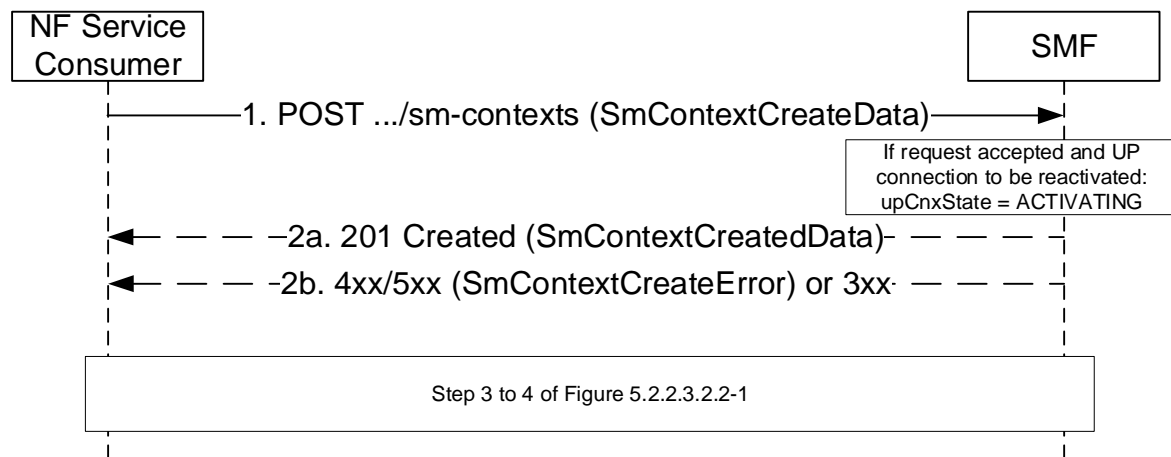 NF Service
Consumer
SMF
1. POST .../sm-contexts (SmContextCreateData)
If request accepted and UP
connection to be reactivated:
upCnxState = ACTIVATING
2a. 201 Created (SmContextCreatedData)
2b. 4xx/5xx (SmContextCreateError) or 3xx
Step 3 to 4 of Figure 5.2.2.3.2.2-1